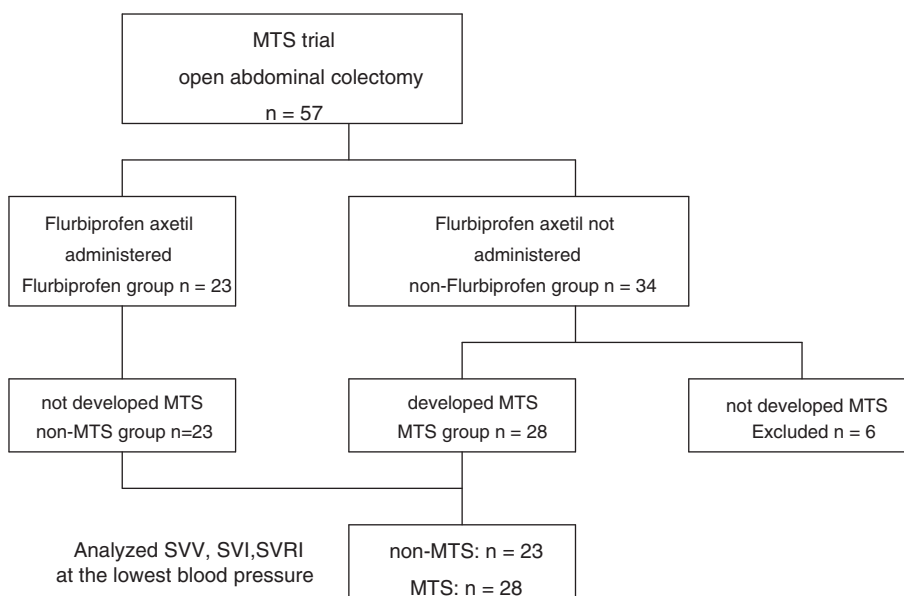 MTS trial
open abdominal colectomy
n = 57
Flurbiprofen axetil
administered
Flurbiprofen group n = 23
Flurbiprofen axetil not
administered
non-Flurbiprofen group n = 34
not developed MTS
non-MTS group n=23
developed MTS
MTS group n = 28
not developed MTS
Excluded n = 6
Analyzed SVV, SVI,SVRI
at the lowest blood pressure
non-MTS: n = 23
MTS: n = 28